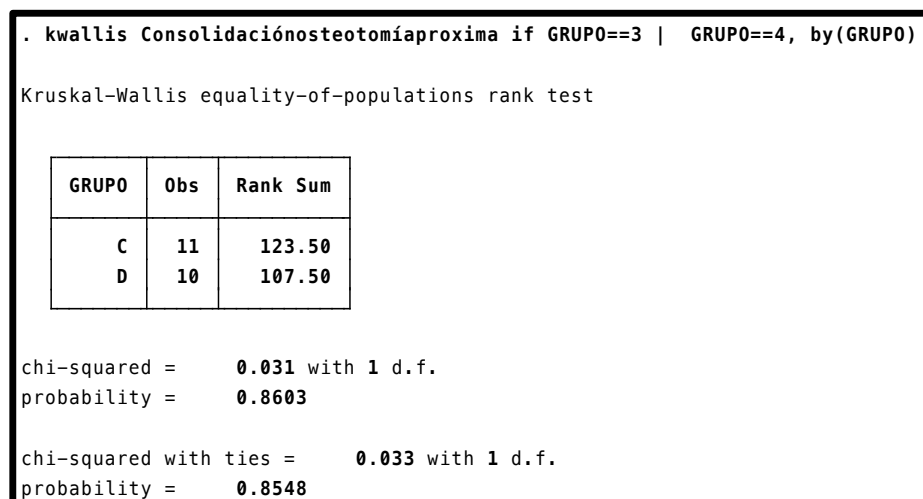 . kwallis Consolidaciónosteotomíaproxima if GRUPO==3 | GRUPO==4, by(GRUPO)
Kruskal–Wallis equality–of–populations rank test
GRUPO Obs Rank Sum
C 11 123.50
D 10 107.50
chi–squared = 0.031 with 1 d.f.
probability = 0.8603
chi–squared with ties = 0.033 with 1 d.f.
probability = 0.8548